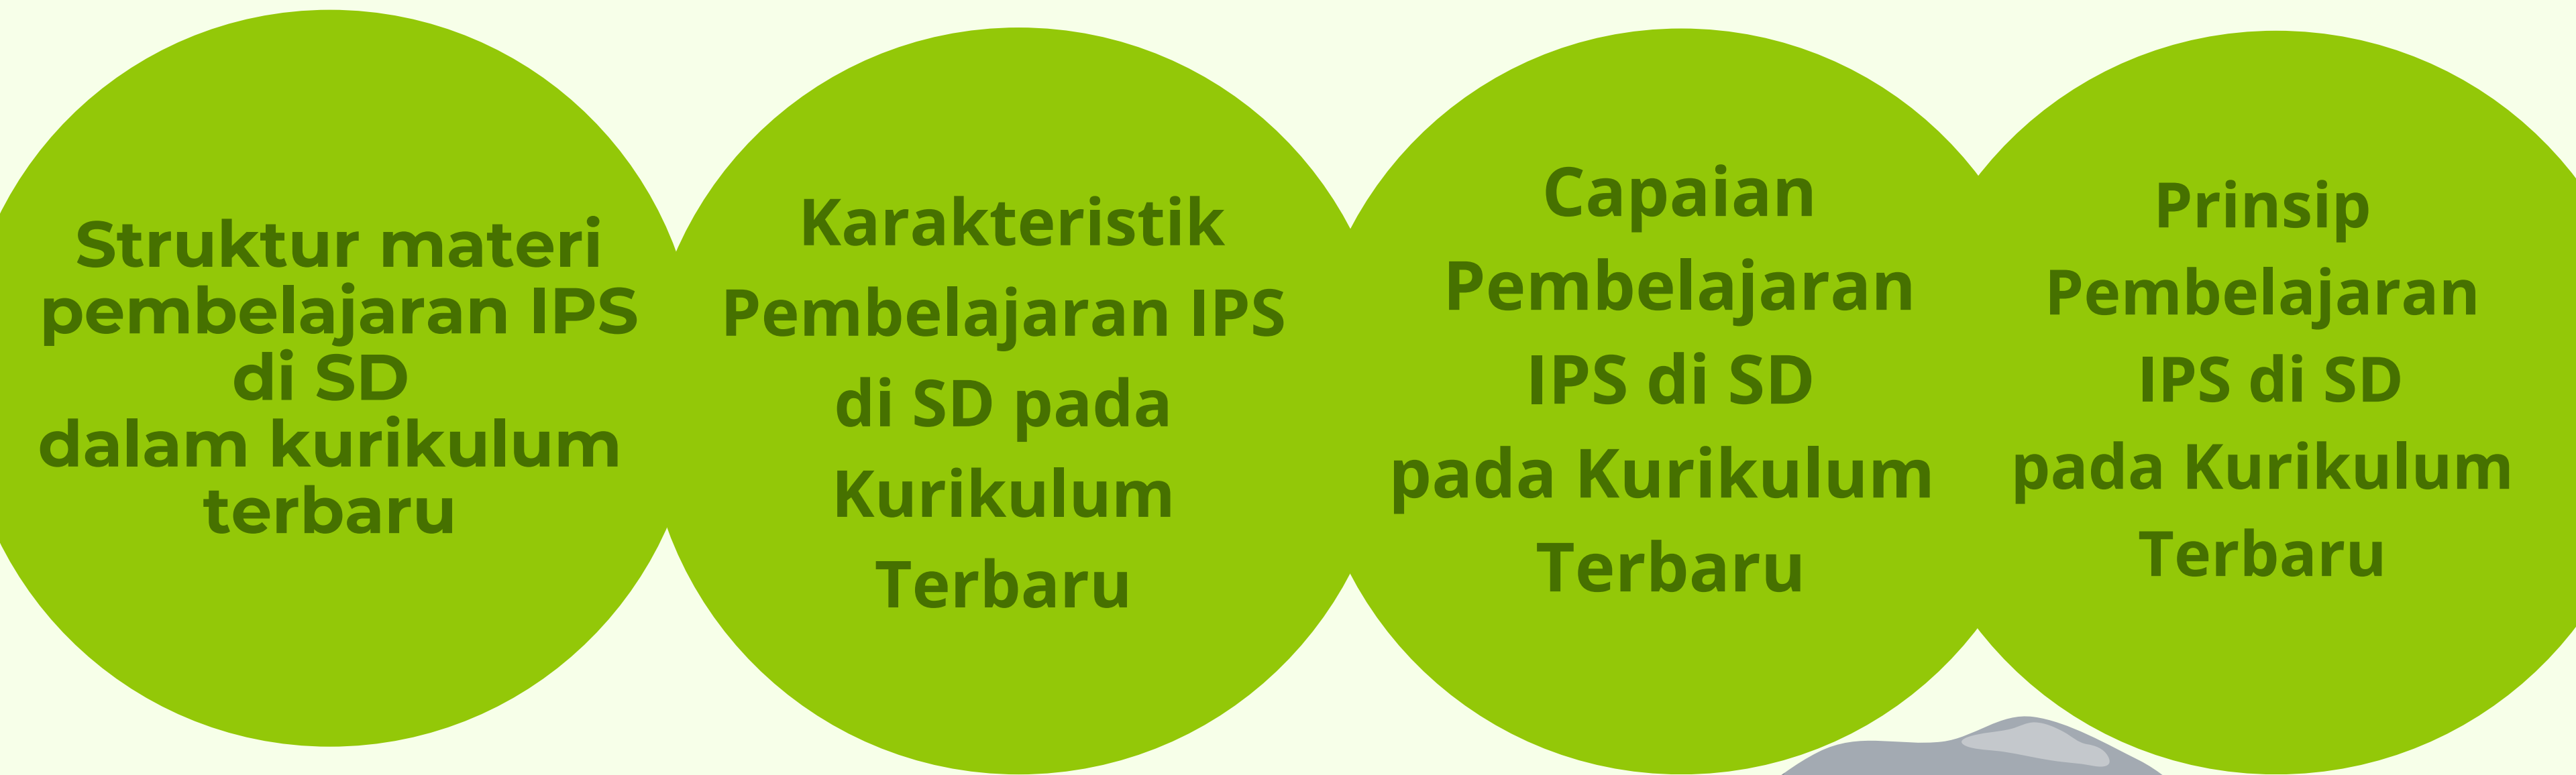 Struktur materi
pembelajaran IPS
di SD
dalam kurikulum
terbaru
Karakteristik
Pembelajaran IPS
di SD pada
Kurikulum
Terbaru
Capaian
Pembelajaran
IPS di SD
pada Kurikulum
Terbaru
Prinsip
Pembelajaran
IPS di SD
pada Kurikulum
Terbaru